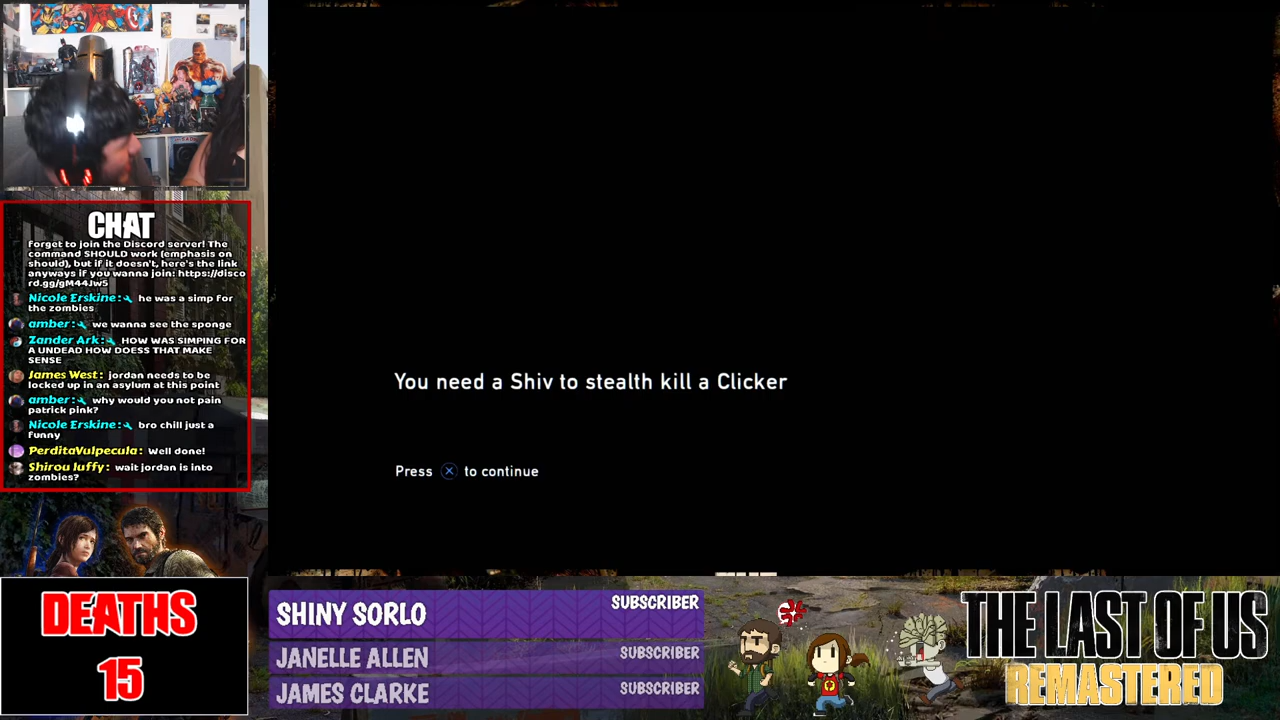 CHAT
forget to join the Discord server! The
command SHOULD work (emphasis on
should), but if it doesn't, here's the link
anyways if you wanna join: https://disco
rd.gg/gM44Jw5
Nicole Erskine: he was a simp for
the zombies
amber: we wanna see the sponge
Zander Ark: HOW WAS SIMPING FOR
A UNDEAD HOW DOESS THAT MAKE
SENSE
James West: jordan needs to be
locked up in an asylum at this point
amber: why would you not pain
patrick pink?
Nicole Erskine: bro chill just a
funny
PerditaVulpecula: Well done!
Shirou luffy: wait jordan is into
zombies?
You need a Shiv to stealth kill a Clicker
Press X to continue
DEATHS
15
SHINY SORLO SUBSCRIBER
JANELLE ALLEN SUBSCRIBER
JAMES CLARKE SUBSCRIBER
THE LAST OF US
REMASTERED